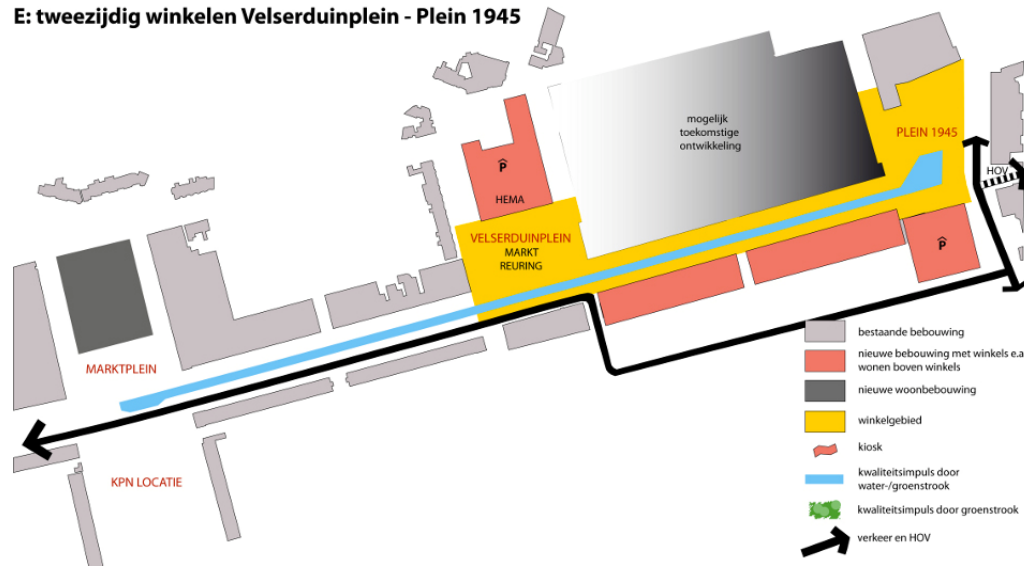 E: tweezijdig winkelen Velserduinplein - Plein 1945
mogelijk
toekomstige
ontwikkeling
PLEIN 1945
HOV
P
HEMA
VELSERDUINPLEIN
MARKT
REURING
P
MARKTPLEIN
KPN LOCATIE
bestaande bebouwing
nieuwe bebouwing met winkels e.a
wonen boven winkels
nieuwe woonbebouwing
winkelgebied
kiosk
kwaliteitsimpuls door
water-/groenstrook
kwaliteitsimpuls door groenstrook
verkeer en HOV